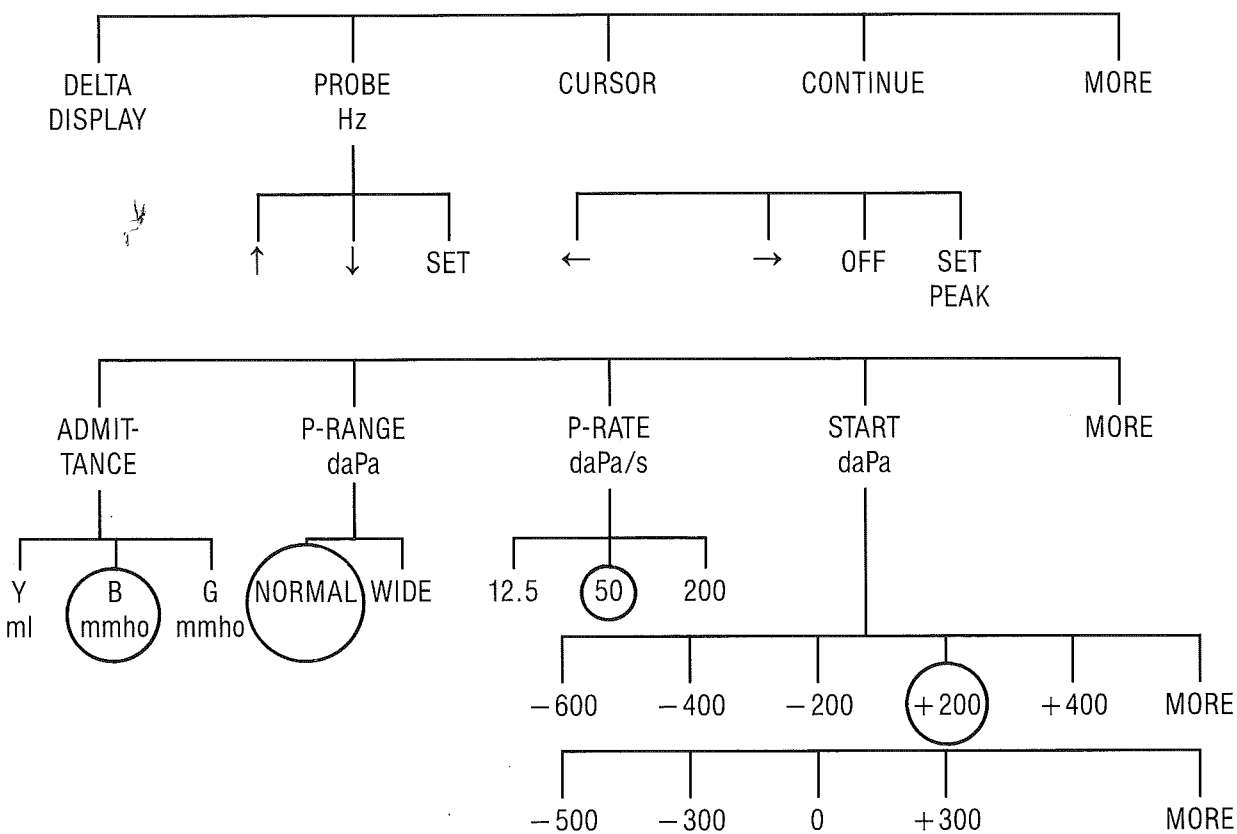 DELTA PROBE CURSOR CONTINUE MORE
DISPLAY Hz
↑ ↓ SET ← → OFF SET
PEAK
ADMIT- P-RANGE P-RATE START MORE
TANCE daPa daPa/s daPa
Y B G NORMAL WIDE 12.5 50 200
ml mmho mmho
−600 −400 −200 +200 +400 MORE
−500 −300 0 +300 MORE